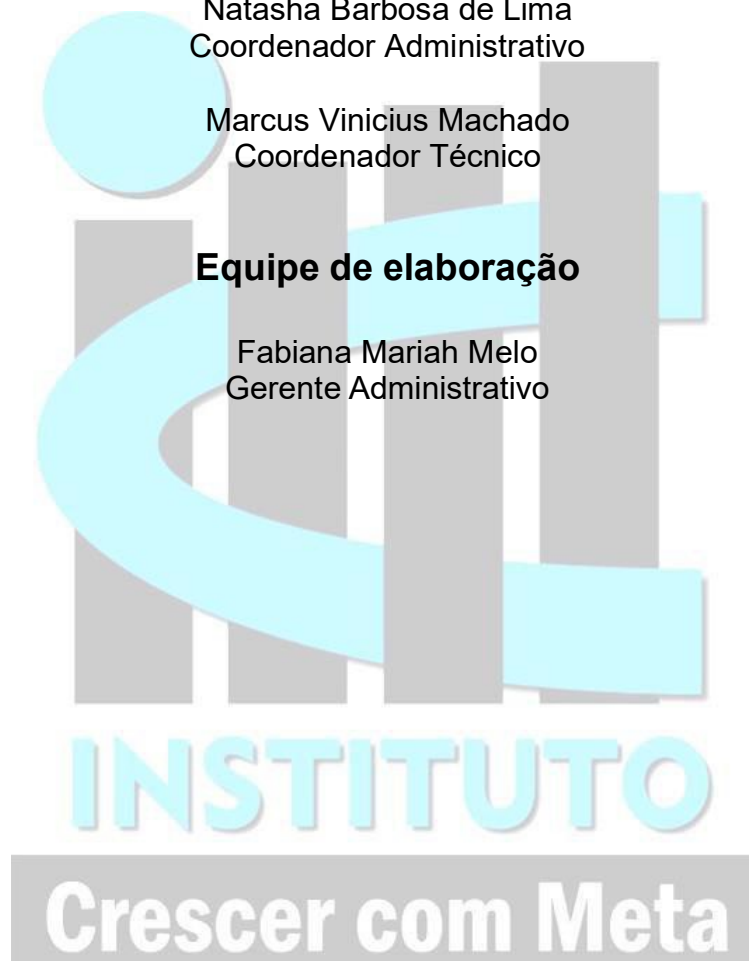 Natasha Barbosa de Lima
Coordenador Administrativo
Marcus Vinicius Machado
Coordenador Técnico
Equipe de elaboração
Fabiana Mariah Melo
Gerente Administrativo
INSTITUTO
Crescer com Meta